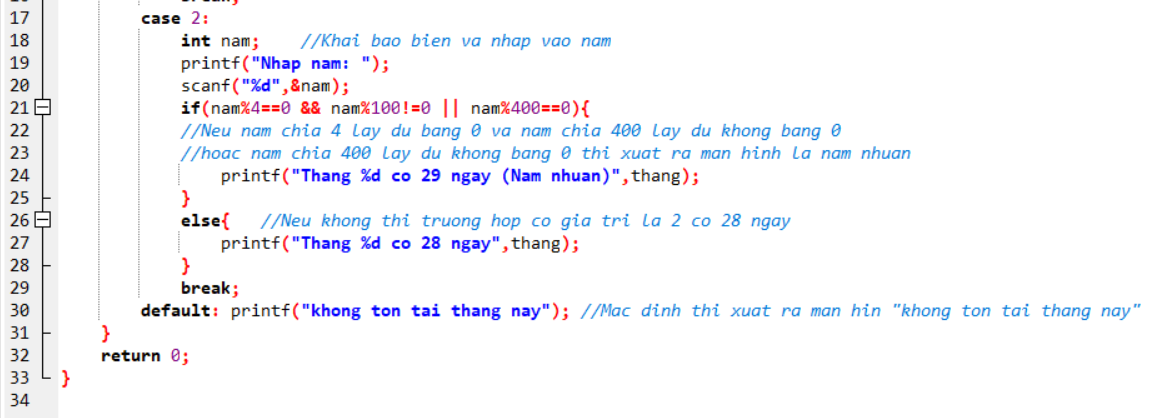 17 case 2:
18 int nam; //Khai bao bien va nhap vao nam
19 printf("Nhap nam: ");
20 scanf("%d",&nam);
21 if(nam%4==0 && nam%100!=0 || nam%400==0){
22 //Neu nam chia 4 lay du bang 0 va nam chia 400 lay du khong bang 0
23 //hoac nam chia 400 lay du khong bang 0 thi xuat ra man hinh la nam nhuan
24 printf("Thang %d co 29 ngay (Nam nhuan)",thang);
25 }
26 else{ //Neu khong thi truong hop co gia tri la 2 co 28 ngay
27 printf("Thang %d co 28 ngay",thang);
28 }
29 break;
30 default: printf("khong ton tai thang nay"); //Mac dinh thi xuat ra man hin "khong ton tai thang nay"
31 }
32 return 0;
33 }
34